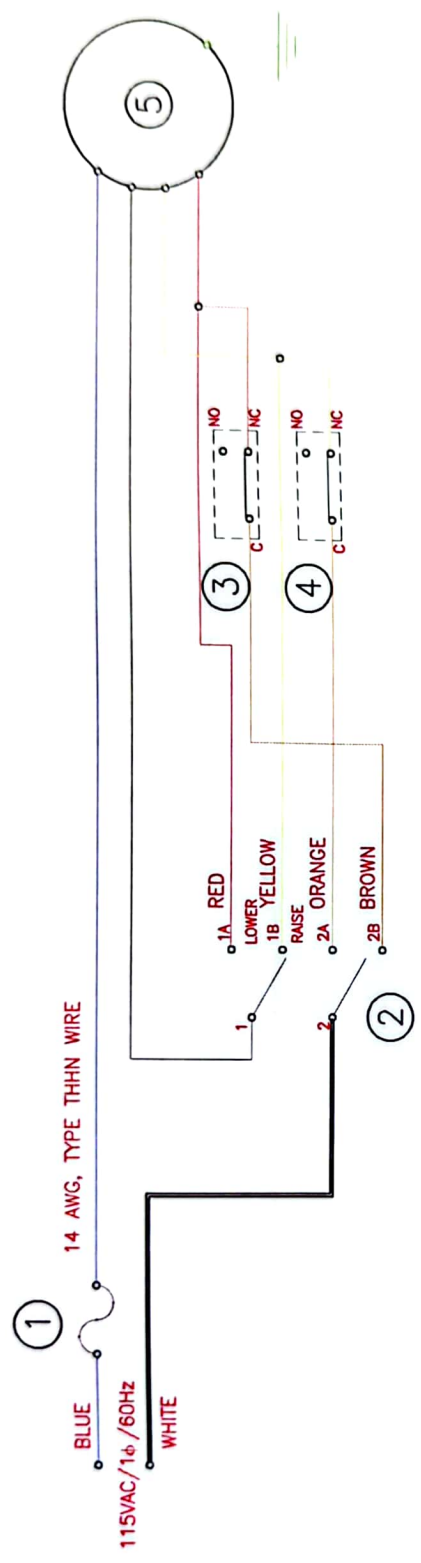 1
BLUE
115VAC/1ϕ/60Hz
WHITE
14 AWG, TYPE THHN WIRE
2
1
2
1A
RED
LOWER
1B
YELLOW
RAISE
2A
ORANGE
2B
BROWN
3
C
NO
NC
4
C
NO
NC
5